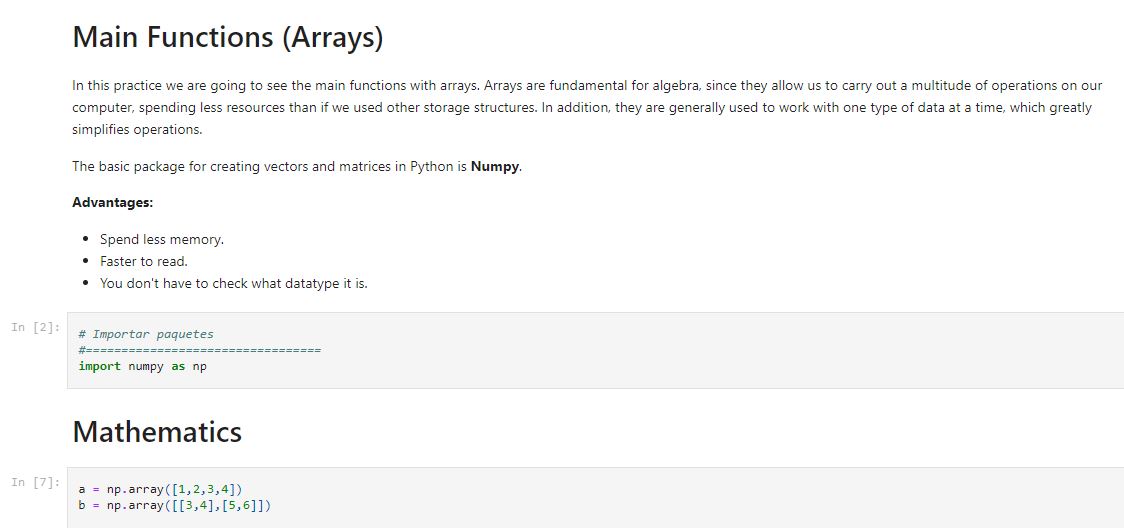 Main Functions (Arrays)
In this practice we are going to see the main functions with arrays. Arrays are fundamental for algebra, since they allow us to carry out a multitude of operations on our
computer, spending less resources than if we used other storage structures. In addition, they are generally used to work with one type of data at a time, which greatly
simplifies operations.
The basic package for creating vectors and matrices in Python is Numpy.
Advantages:
• Spend less memory.
• Faster to read.
• You don't have to check what datatype it is.
In [2]:
# Importar paquetes
#=================================
import numpy as np
Mathematics
In [7]:
a = np.array([1,2,3,4])
b = np.array([[3,4],[5,6]])